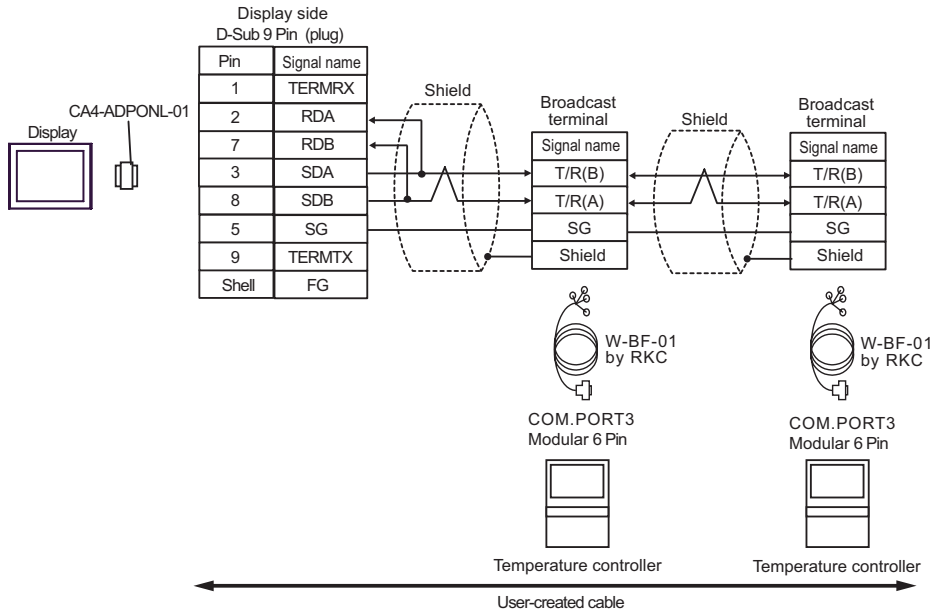 Display side
D-Sub 9 Pin (plug)
Pin Signal name
1 TERMRX
2 RDA
7 RDB
3 SDA
8 SDB
5 SG
9 TERMTX
Shell FG
CA4-ADPONL-01
Display
Shield
Broadcast
terminal
Signal name
T/R(B)
T/R(A)
SG
Shield
Shield
Broadcast
terminal
Signal name
T/R(B)
T/R(A)
SG
Shield
W-BF-01
by RKC
COM.PORT3
Modular 6 Pin
Temperature controller
W-BF-01
by RKC
COM.PORT3
Modular 6 Pin
Temperature controller
User-created cable